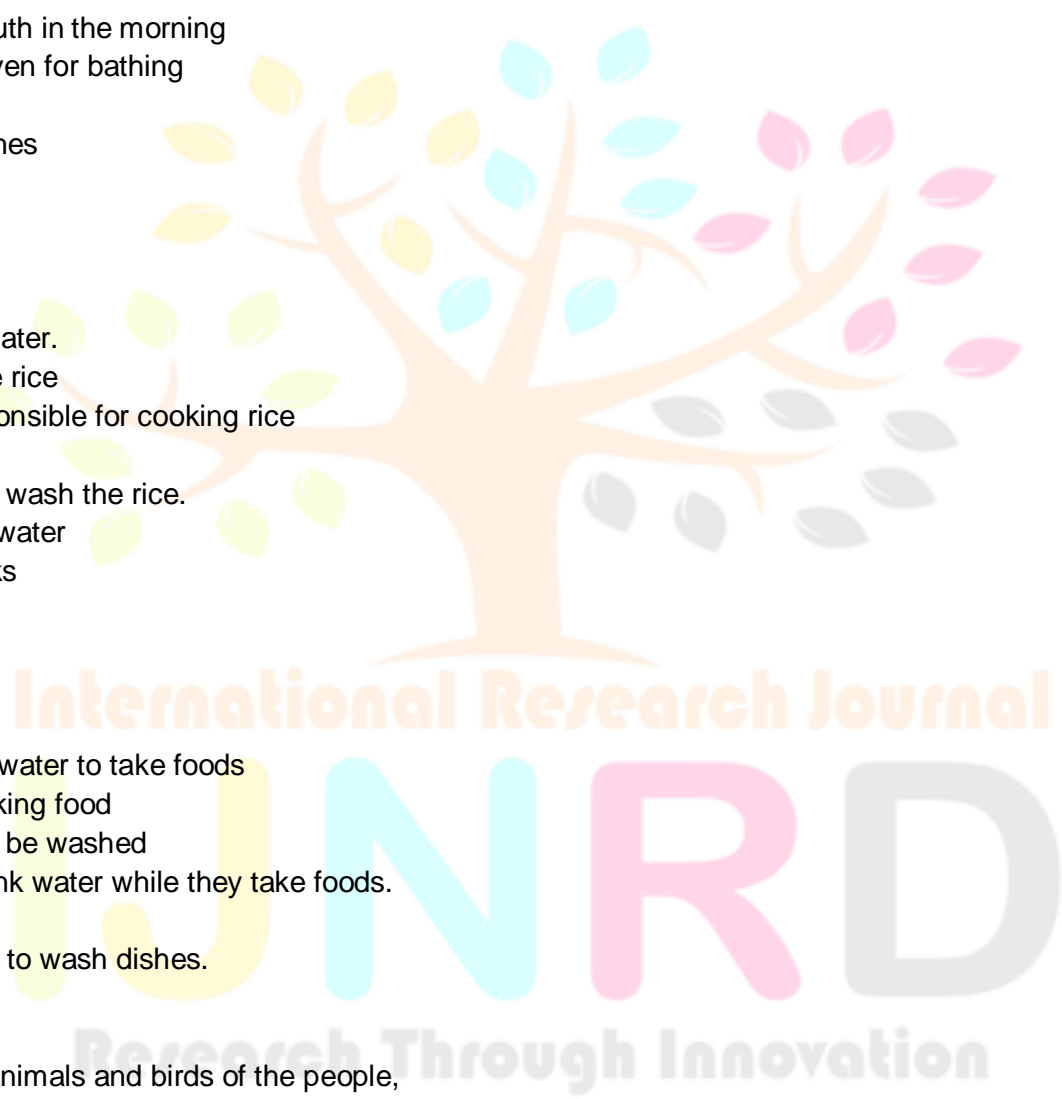 uth in the morning
ven for bathing
nes
ater.
e rice
onsible for cooking rice
wash the rice.
water
ks
International Research Journal
water to take foods
king food
be washed
nk water while they take foods.
IJNRD
to wash dishes.
Research Through Innovation
nimals and birds of the people,